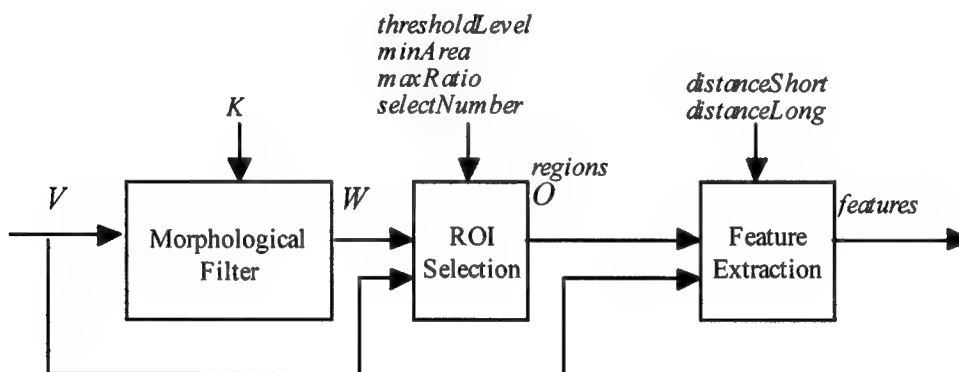 thresholdLevel
minArea
maxRatio
selectNumber
distanceShort
distanceLong
K
regions
V
W
O
features
Morphological
Filter
ROI
Selection
Feature
Extraction